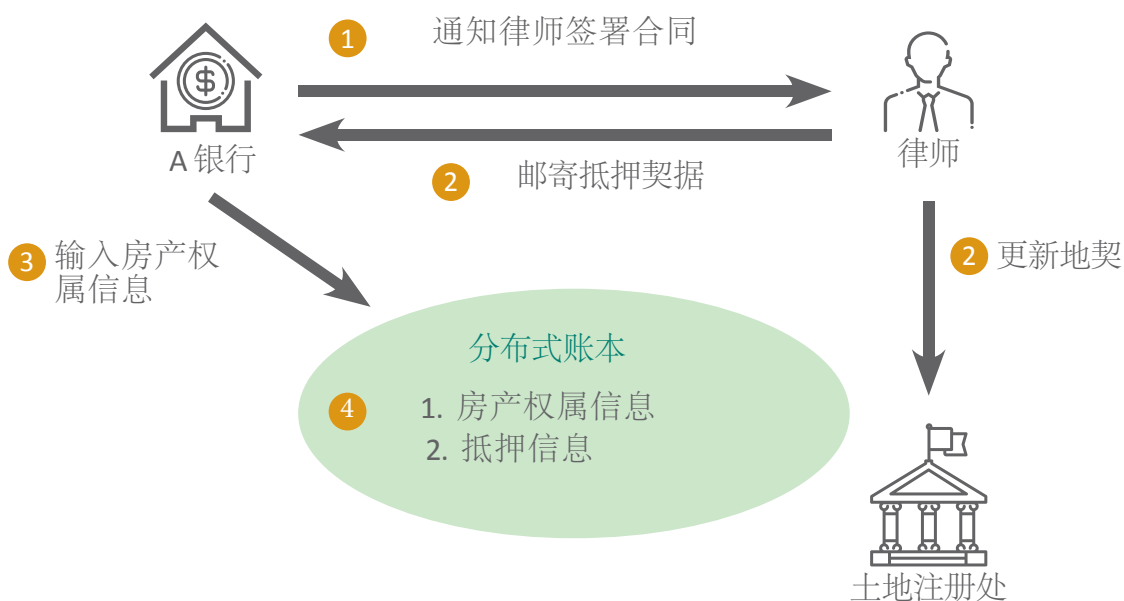 1 通知律师签署合同
$
A 银行
律师
2 邮寄抵押契据
3 输入房产权
属信息
2 更新地契
分布式账本
4 1. 房产权属信息
2. 抵押信息
土地注册处